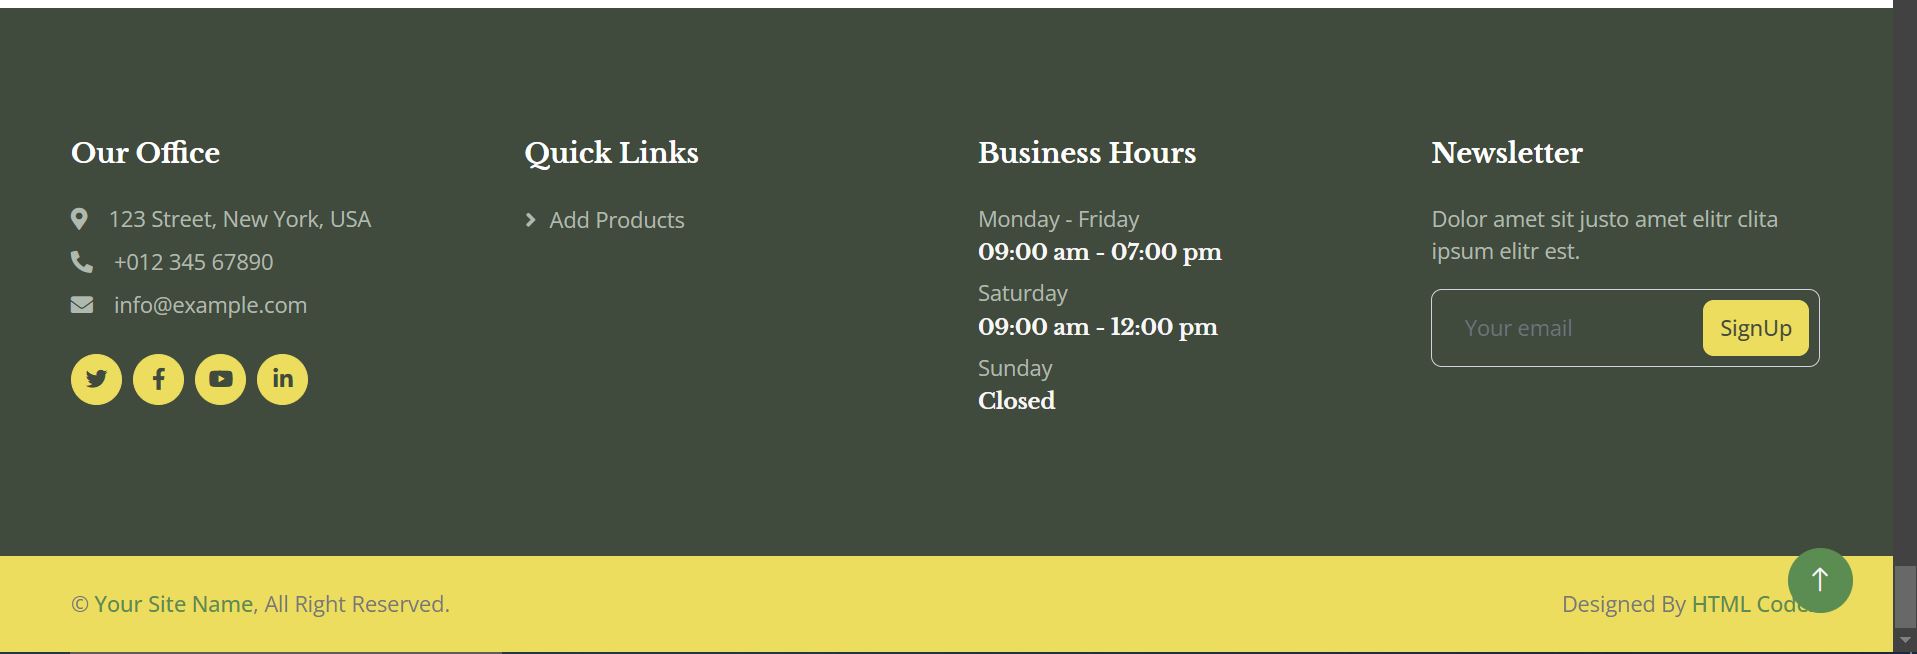 Our Office
123 Street, New York, USA
+012 345 67890
info@example.com
Quick Links
Add Products
Business Hours
Monday - Friday
09:00 am - 07:00 pm
Saturday
09:00 am - 12:00 pm
Sunday
Closed
Newsletter
Dolor amet sit justo amet elitr clita
ipsum elitr est.
Your email
SignUp
© Your Site Name, All Right Reserved.
Designed By HTML